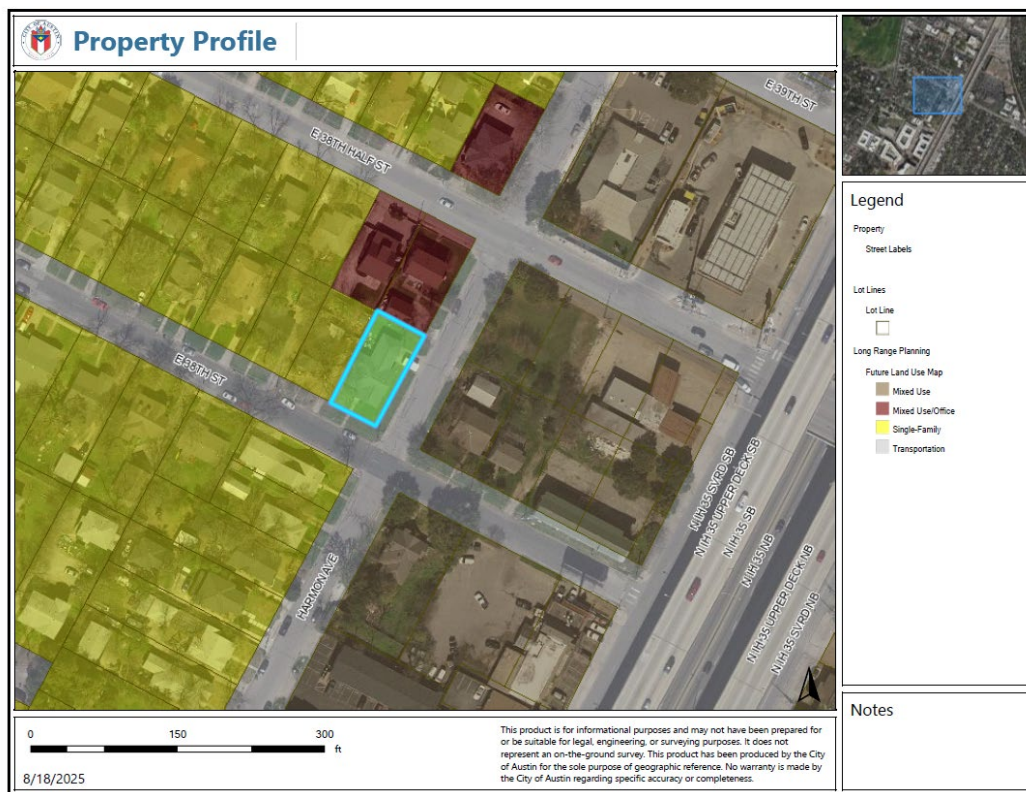 Property Profile
E 39TH ST
E 38TH HALF ST
E 38TH ST
HARMON AVE
N IH 35 SVRD SB
N IH 35 UPPER DECK SB
N IH 35 SB
N IH 35 NB
N IH 35 UPPER DECK NB
N IH 35 SVRD NB
Legend
Property
Street Labels
Lot Lines
Lot Line
Long Range Planning
Future Land Use Map
Mixed Use
Mixed Use/Office
Single-Family
Transportation
Notes
0 150 300
ft
8/18/2025
This product is for informational purposes and may not have been prepared for
or be suitable for legal, engineering, or surveying purposes. It does not
represent an on-the-ground survey. This product has been produced by the City
of Austin for the sole purpose of geographic reference. No warranty is made by
the City of Austin regarding specific accuracy or completeness.